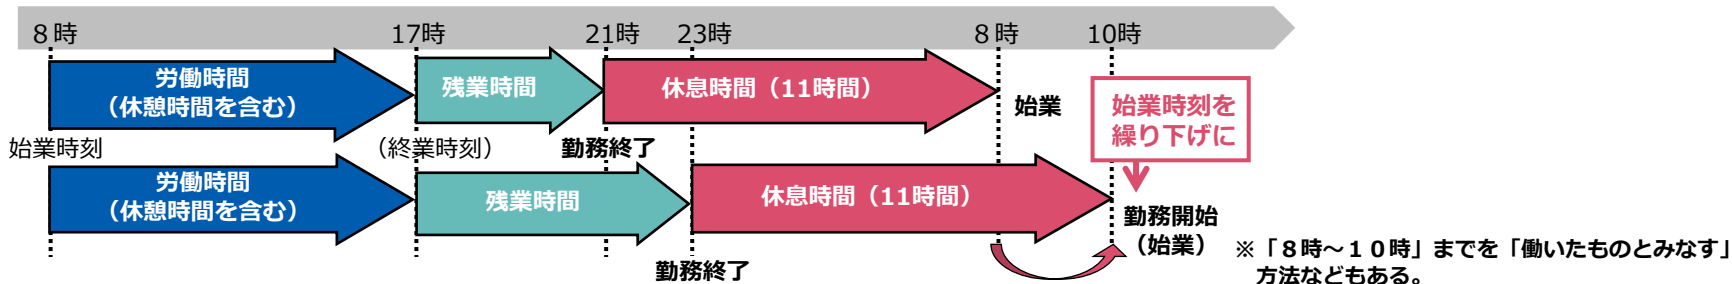 ８時
17時
21時
23時
８時
10時
労働時間
（休憩時間を含む）
残業時間
休息時間（11時間）
始業
始業時刻を
繰り下げに
始業時刻
（終業時刻）
勤務終了
労働時間
（休憩時間を含む）
残業時間
休息時間（11時間）
勤務開始
（始業）
勤務終了
※「８時～１０時」までを「働いたものとみなす」
方法などもある。